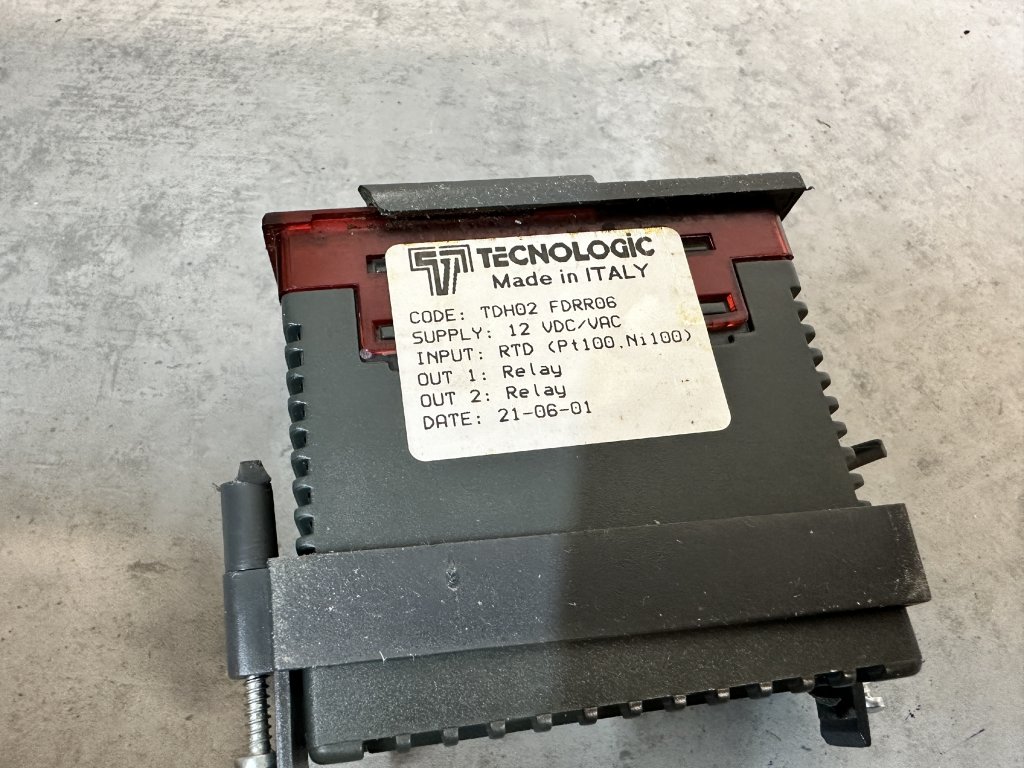 TECNOLOGIC
Made in ITALY
CODE: TDH02 FDRR06
SUPPLY: 12 VDC/VAC
INPUT: RTD (Pt100,Ni100)
OUT 1: Relay
OUT 2: Relay
DATE: 21-06-01